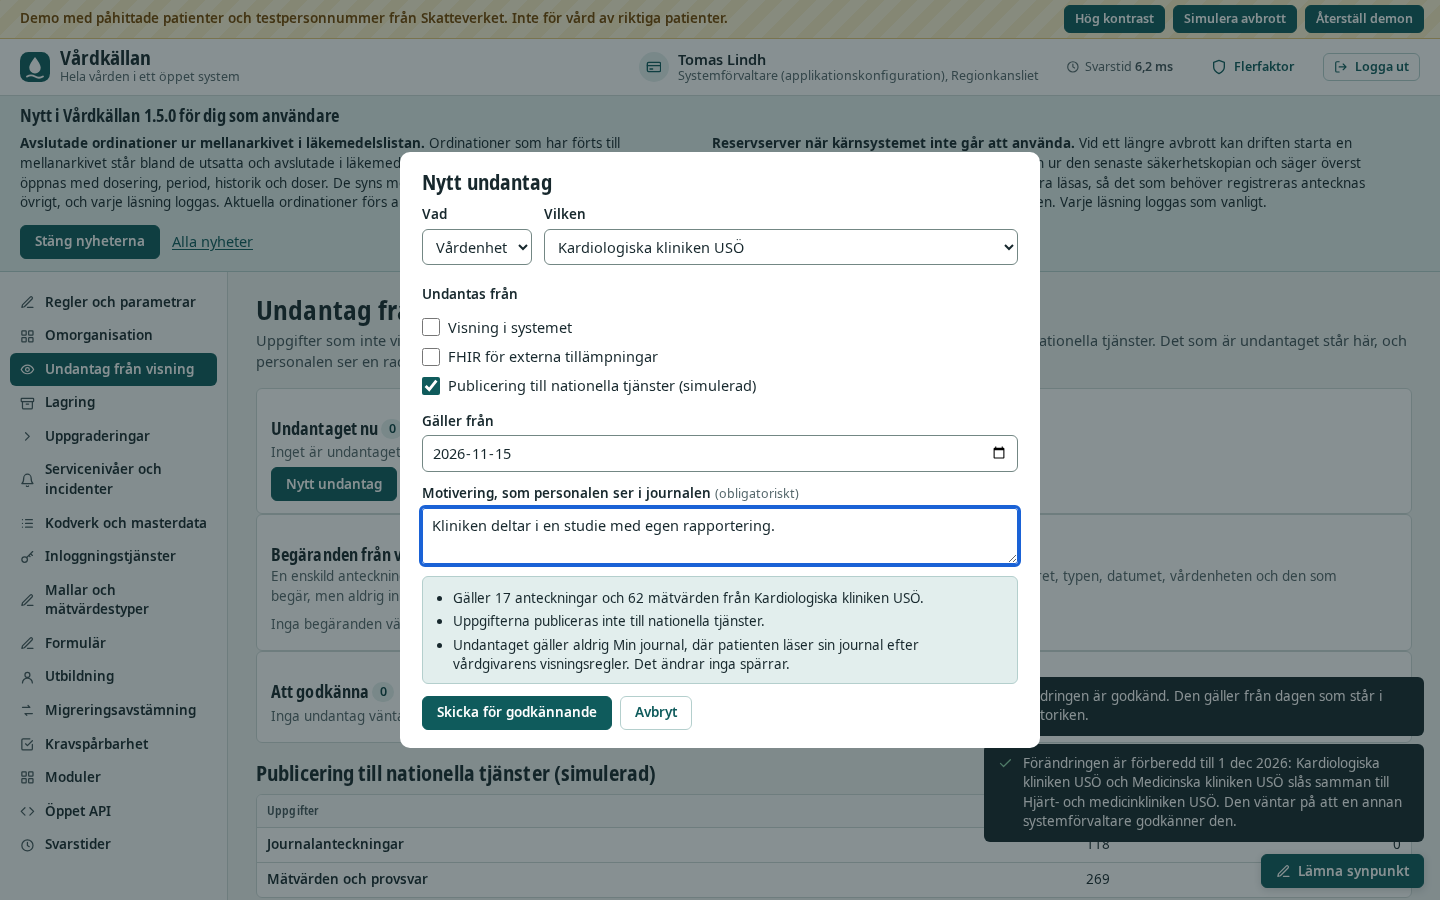 Demo med påhittade patienter och testpersonnummer från Skatteverket. Inte för vård av riktiga patienter.
Hög kontrast
Simulera avbrott
Återställ demon
Vårdkällan
Hela vården i ett öppet system
Tomas Lindh
Systemförvaltare (applikationskonfiguration), Regionkansliet
Svarstid 6,2 ms
Flerfaktor
Logga ut
Nytt i Vårdkällan 1.5.0 för dig som användare
Avslutade ordinationer ur mellanarkivet i läkemedelslistan. Ordinationer som har förts till
mellanarkivet står bland de utsatta och avslutade i läkemed
öppnas med dosering, period, historik och doser. De syns m
övrigt, och varje läsning loggas. Aktuella ordinationer förs a
Reservserver när kärnsystemet inte går att använda. Vid ett längre avbrott kan driften starta en
n ur den senaste säkerhetskopian och säger överst
ra läsas, så det som behöver registreras antecknas
en. Varje läsning loggas som vanligt.
Stäng nyheterna
Alla nyheter
Regler och parametrar
Omorganisation
Undantag från visning
Lagring
Uppgraderingar
Servicenivåer och
incidenter
Kodverk och masterdata
Inloggningstjänster
Mallar och
mätvärdestyper
Formulär
Utbildning
Migreringsavstämning
Kravspårbarhet
Moduler
Öppet API
Svarstider
Undantag fra
Uppgifter som inte vi
ationella tjänster. Det som är undantaget står här, och
personalen ser en rad
Undantaget nu 0
Inget är undantaget
Nytt undantag
Begäranden från v
En enskild antecknin
ret, typen, datumet, vårdenheten och den som
begär, men aldrig in
Inga begäranden vä
Att godkänna 0
Inga undantag vänta
Publicering till nationella tjänster (simulerad)
Uppgifter
Journalanteckningar
118
0
Mätvärden och provsvar
269
0
Nytt undantag
Vad
Vilken
Vårdenhet
Kardiologiska kliniken USÖ
Undantas från
Visning i systemet
FHIR för externa tillämpningar
Publicering till nationella tjänster (simulerad)
Gäller från
2026-11-15
Motivering, som personalen ser i journalen (obligatoriskt)
Kliniken deltar i en studie med egen rapportering.
Gäller 17 anteckningar och 62 mätvärden från Kardiologiska kliniken USÖ.
Uppgifterna publiceras inte till nationella tjänster.
Undantaget gäller aldrig Min journal, där patienten läser sin journal efter
vårdgivarens visningsregler. Det ändrar inga spärrar.
Skicka för godkännande
Avbryt
dringen är godkänd. Den gäller från dagen som står i
toriken.
Förändringen är förberedd till 1 dec 2026: Kardiologiska
kliniken USÖ och Medicinska kliniken USÖ slås samman till
Hjärt- och medicinkliniken USÖ. Den väntar på att en annan
systemförvaltare godkänner den.
Lämna synpunkt